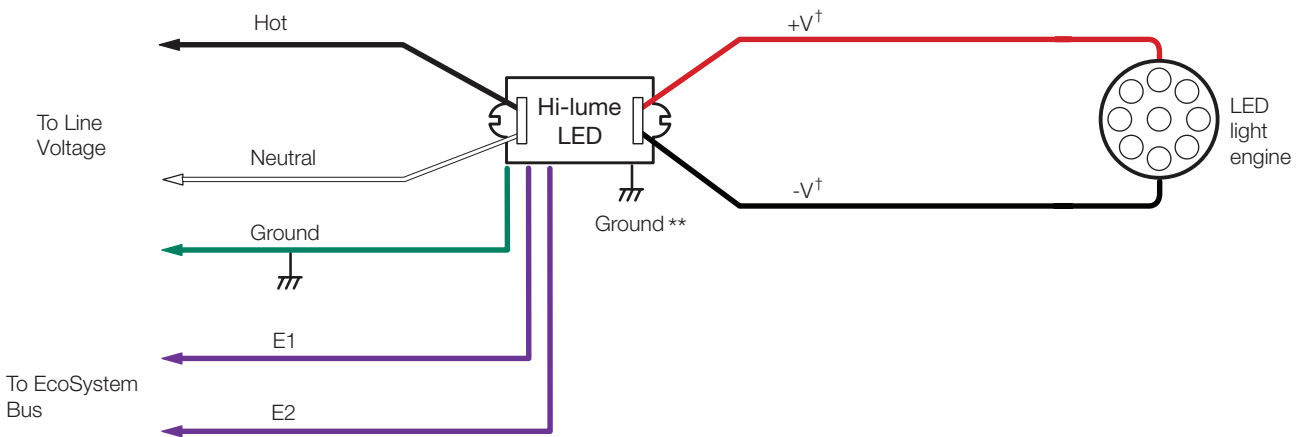 Hot
+V†
Hi-lume
LED
LED
light
engine
To Line
Voltage
Neutral
-V†
Ground **
Ground
E1
To EcoSystem
Bus
E2